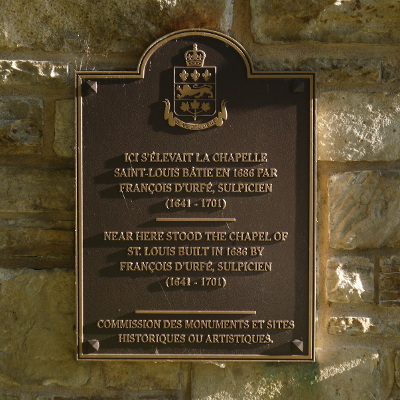 ICI S'ÉLEVAIT LA CHAPELLE
SAINT-LOUIS BÂTIE EN 1686 PAR
FRANÇOIS D'URFÉ, SULPICIEN
(1641 - 1701)
NEAR HERE STOOD THE CHAPEL OF
ST. LOUIS BUILT IN 1686 BY
FRANÇOIS D'URFÉ, SULPICIEN
(1641 - 1701)
COMMISSION DES MONUMENTS ET SITES
HISTORIQUES OU ARTISTIQUES.